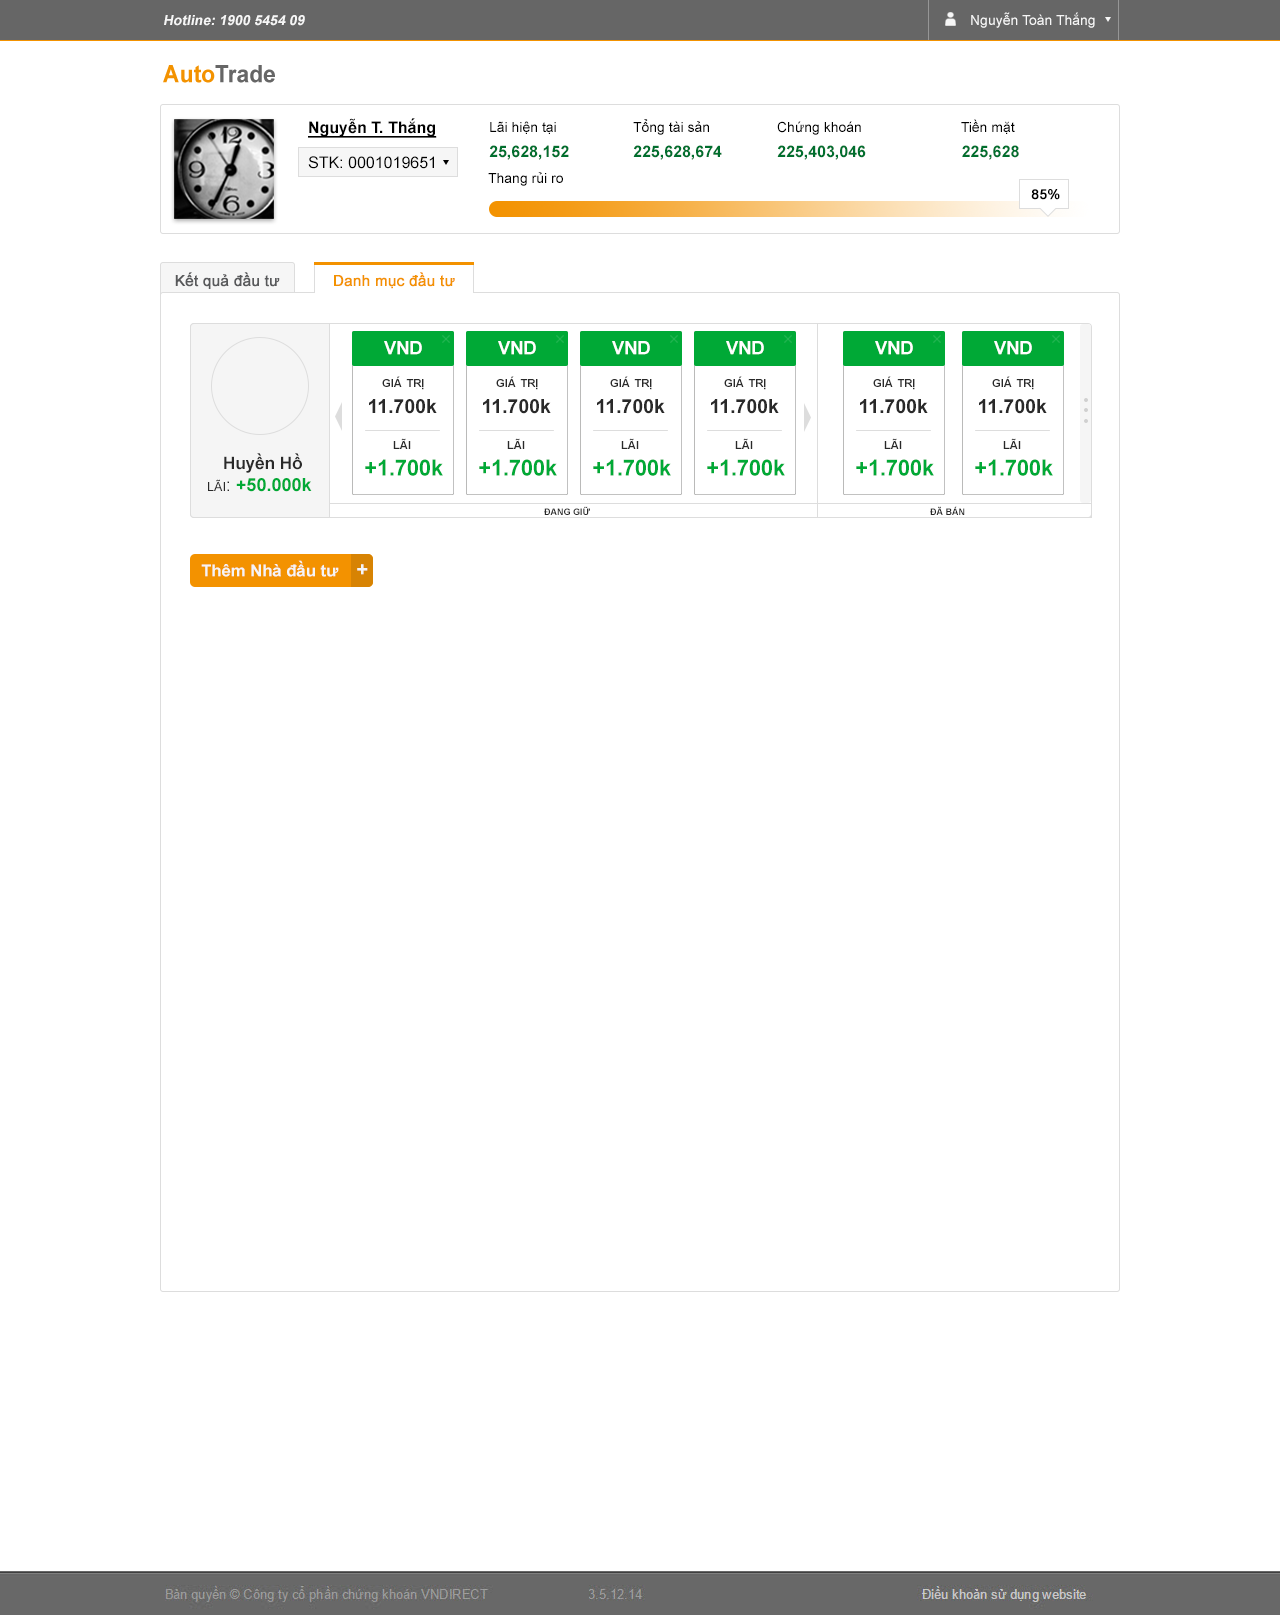 Hotline: 1900 5454 09
Nguyễn Toàn Thắng
AutoTrade
Nguyễn T. Thắng
STK: 0001019651
Lãi hiện tại
Tổng tài sản
Chứng khoán
Tiền mặt
25,628,152
225,628,674
225,403,046
225,628
Thang rủi ro
85%
Kết quả đầu tư
Danh mục đầu tư
VND
VND
VND
VND
VND
VND
GIÁ TRỊ
GIÁ TRỊ
GIÁ TRỊ
GIÁ TRỊ
GIÁ TRỊ
GIÁ TRỊ
11.700k
11.700k
11.700k
11.700k
11.700k
11.700k
LÃI
LÃI
LÃI
LÃI
LÃI
LÃI
+1.700k
+1.700k
+1.700k
+1.700k
+1.700k
+1.700k
Huyền Hồ
LÃI: +50.000k
ĐANG GIỮ
ĐÃ BÁN
Thêm Nhà đầu tư +
Bản quyền © Công ty cổ phần chứng khoán VNDIRECT
3.5.12.14
Điều khoản sử dụng website